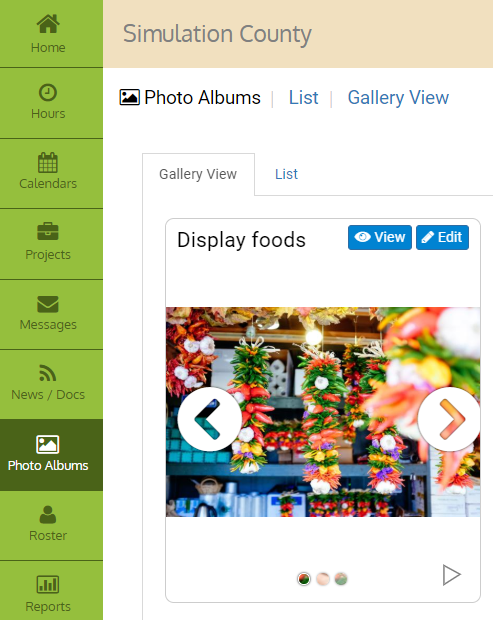 Simulation County
Home
Hours
Calendars
Projects
Messages
News / Docs
Photo Albums
Roster
Reports
Photo Albums | List | Gallery View
Gallery View List
Display foods View Edit